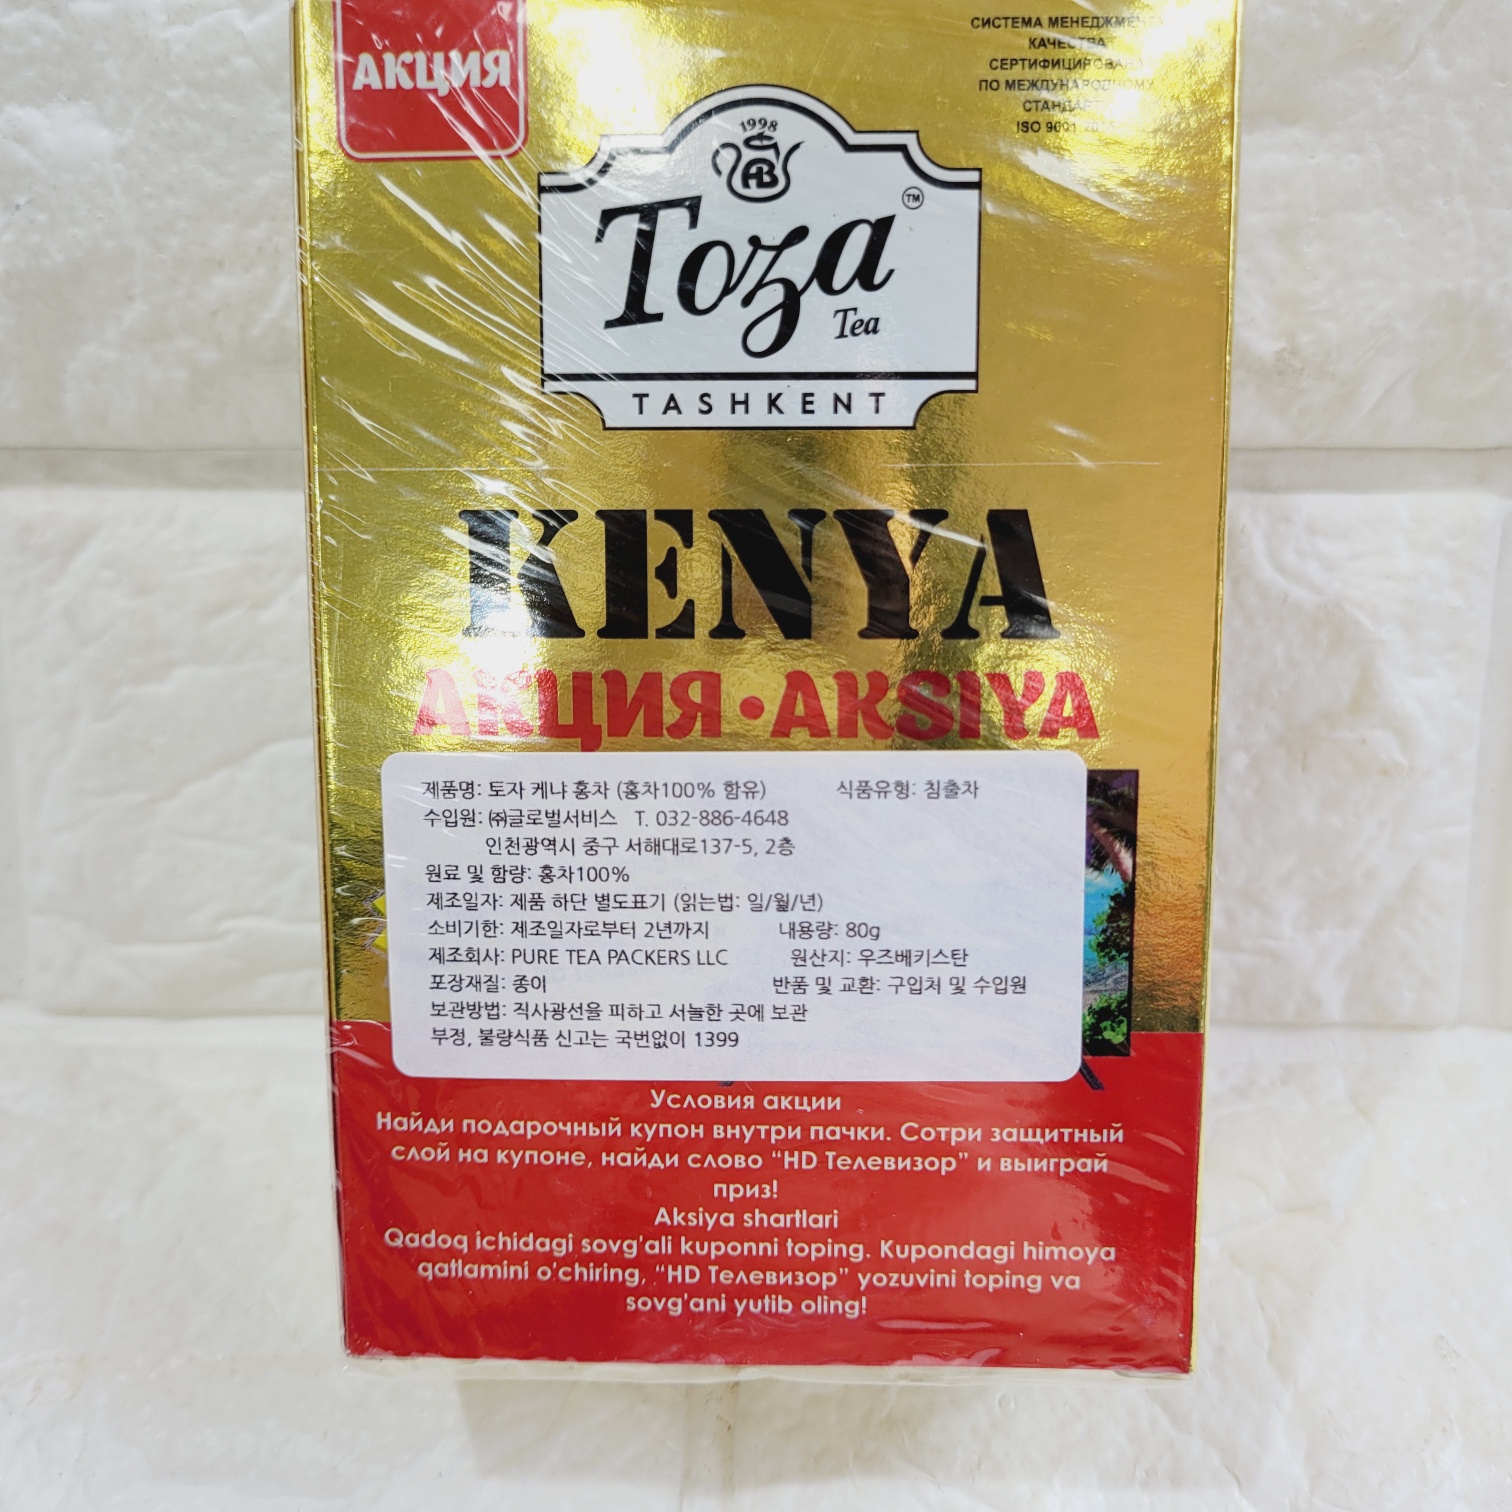 АКЦИЯ
СИСТЕМА МЕНЕДЖМЕНТА
КАЧЕСТВА
СЕРТИФИЦИРОВАНА
ПО МЕЖДУНАРОДНОМУ
СТАНДАРТУ
ISO 9001
1998
AB
Toza TM
Tea
TASHKENT
KENYA
АКЦИЯ • AKSIYA
제품명: 토자 케냐 홍차 (홍차100% 함유) 식품유형: 침출차
수입원: ㈜글로벌서비스 T. 032-886-4648
인천광역시 중구 서해대로137-5, 2층
원료 및 함량: 홍차100%
제조일자: 제품 하단 별도표기 (읽는법: 일/월/년)
소비기한: 제조일자로부터 2년까지 내용량: 80g
제조회사: PURE TEA PACKERS LLC 원산지: 우즈베키스탄
포장재질: 종이 반품 및 교환: 구입처 및 수입원
보관방법: 직사광선을 피하고 서늘한 곳에 보관
부정, 불량식품 신고는 국번없이 1399
Условия акции
Найди подарочный купон внутри пачки. Сотри защитный
слой на купоне, найди слово “HD Телевизор” и выиграй
приз!
Aksiya shartlari
Qadoq ichidagi sovg'ali kuponni toping. Kupondagi himoya
qatlamini o'chiring, “HD Телевизор” yozuvini toping va
sovg'ani yutib oling!